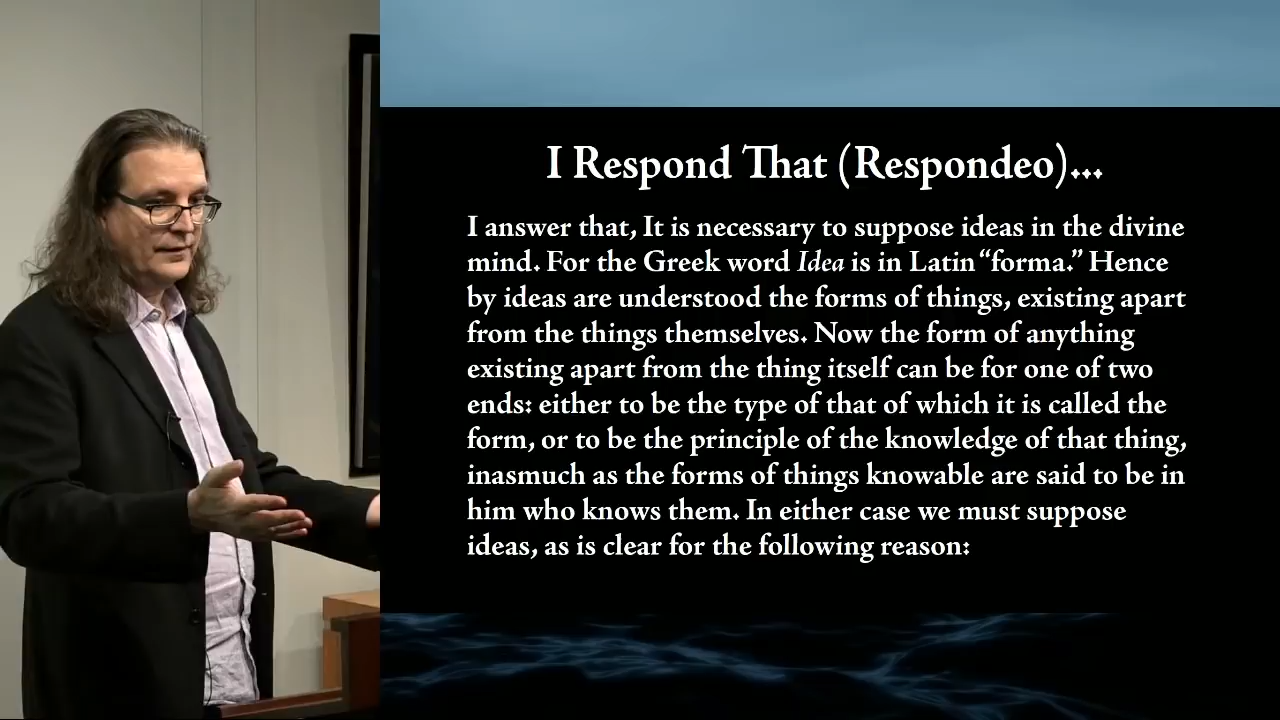 I Respond That (Respondeo)...
I answer that, It is necessary to suppose ideas in the divine
mind. For the Greek word Idea is in Latin “forma.” Hence
by ideas are understood the forms of things, existing apart
from the things themselves. Now the form of anything
existing apart from the thing itself can be for one of two
ends: either to be the type of that of which it is called the
form, or to be the principle of the knowledge of that thing,
inasmuch as the forms of things knowable are said to be in
him who knows them. In either case we must suppose
ideas, as is clear for the following reason: